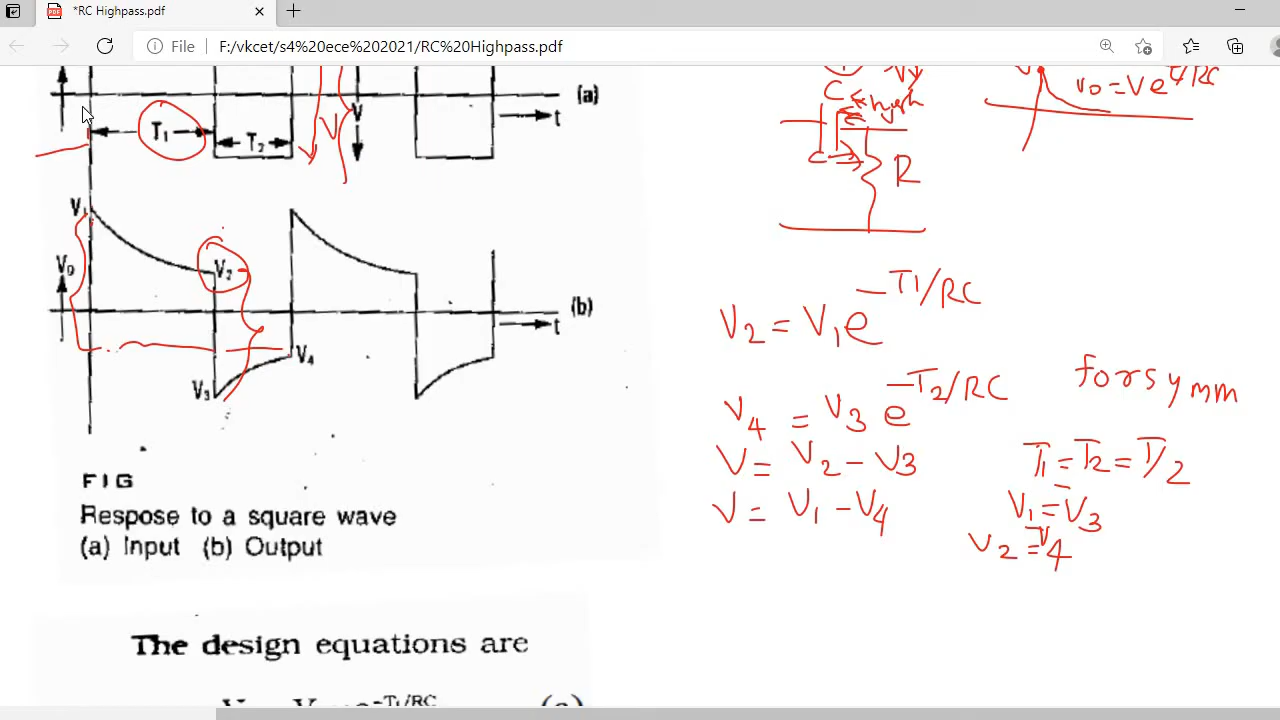 *RC Highpass.pdf
File F:/vkcet/s4%20ece%202021/RC%20Highpass.pdf
(a)
T₁ V V t
T₂
V₁
V₀ V₂
(b)
t
V₄
V₃
FIG
Respose to a square wave
(a) Input (b) Output
The design equations are
C
high
C
R
V₀ = V e
V₂ = V₁ e −T1/RC
V₄ = V₃ e −T₂/RC
V = V₂ − V₃
V = V₁ − V₄
for symm
T₁ = T₂ = T/2
V₁ = −V₃
V₂ = −V₄